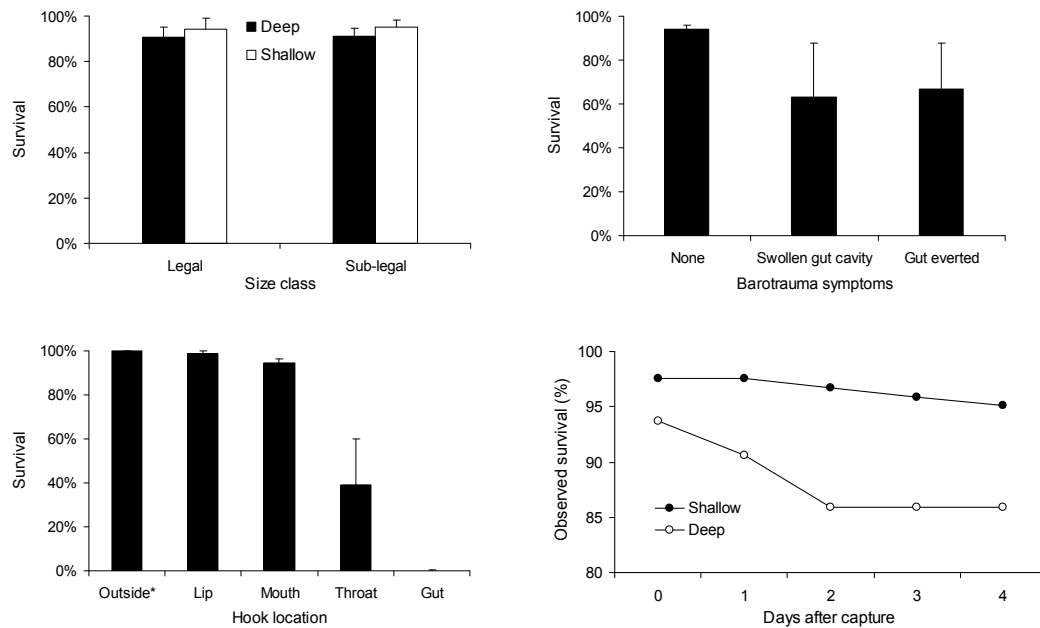 100%
80%
60%
40%
20%
0%
Survival
Deep
Shallow
Legal Sub-legal
Size class
100%
80%
60%
40%
20%
0%
Survival
None Swollen gut cavity Gut everted
Barotrauma symptoms
100%
80%
60%
40%
20%
0%
Survival
Outside* Lip Mouth Throat Gut
Hook location
100
95
90
85
80
Observed survival (%)
Shallow
Deep
0 1 2 3 4
Days after capture